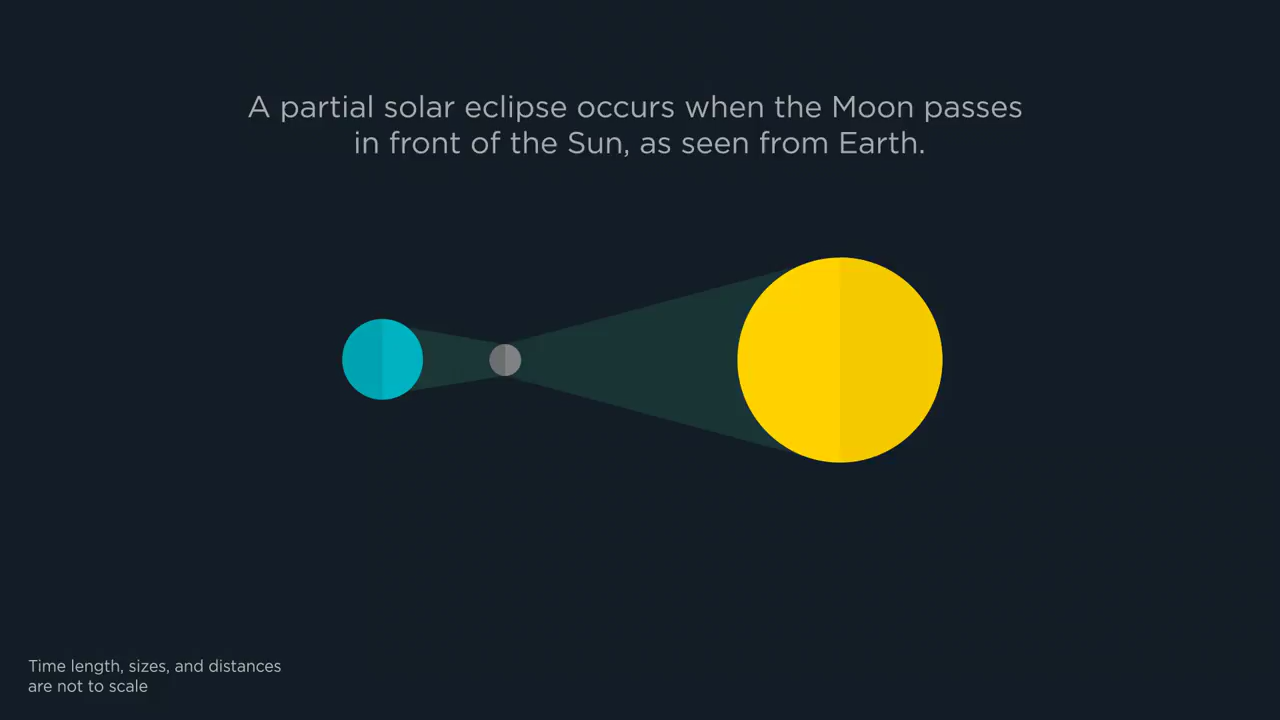 A partial solar eclipse occurs when the Moon passes
in front of the Sun, as seen from Earth.
Time length, sizes, and distances
are not to scale